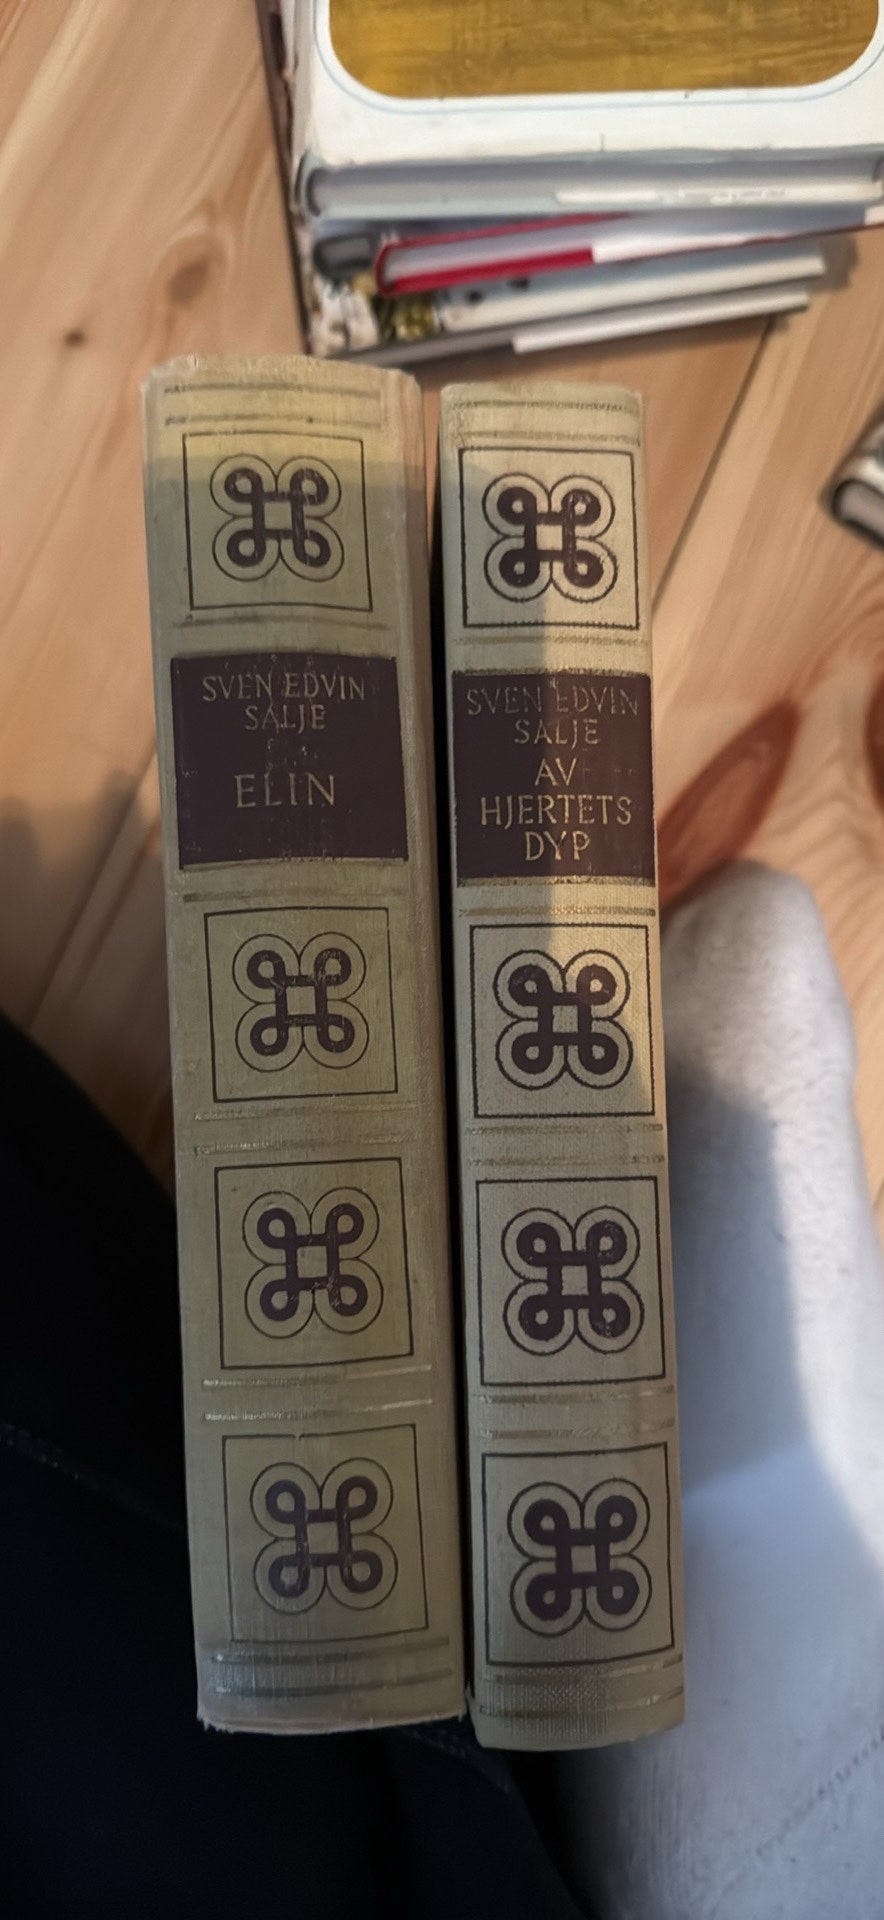 SVEN EDVIN
SALJE
ELIN
SVEN EDVIN
SALJE
AV
HJERTETS
DYP